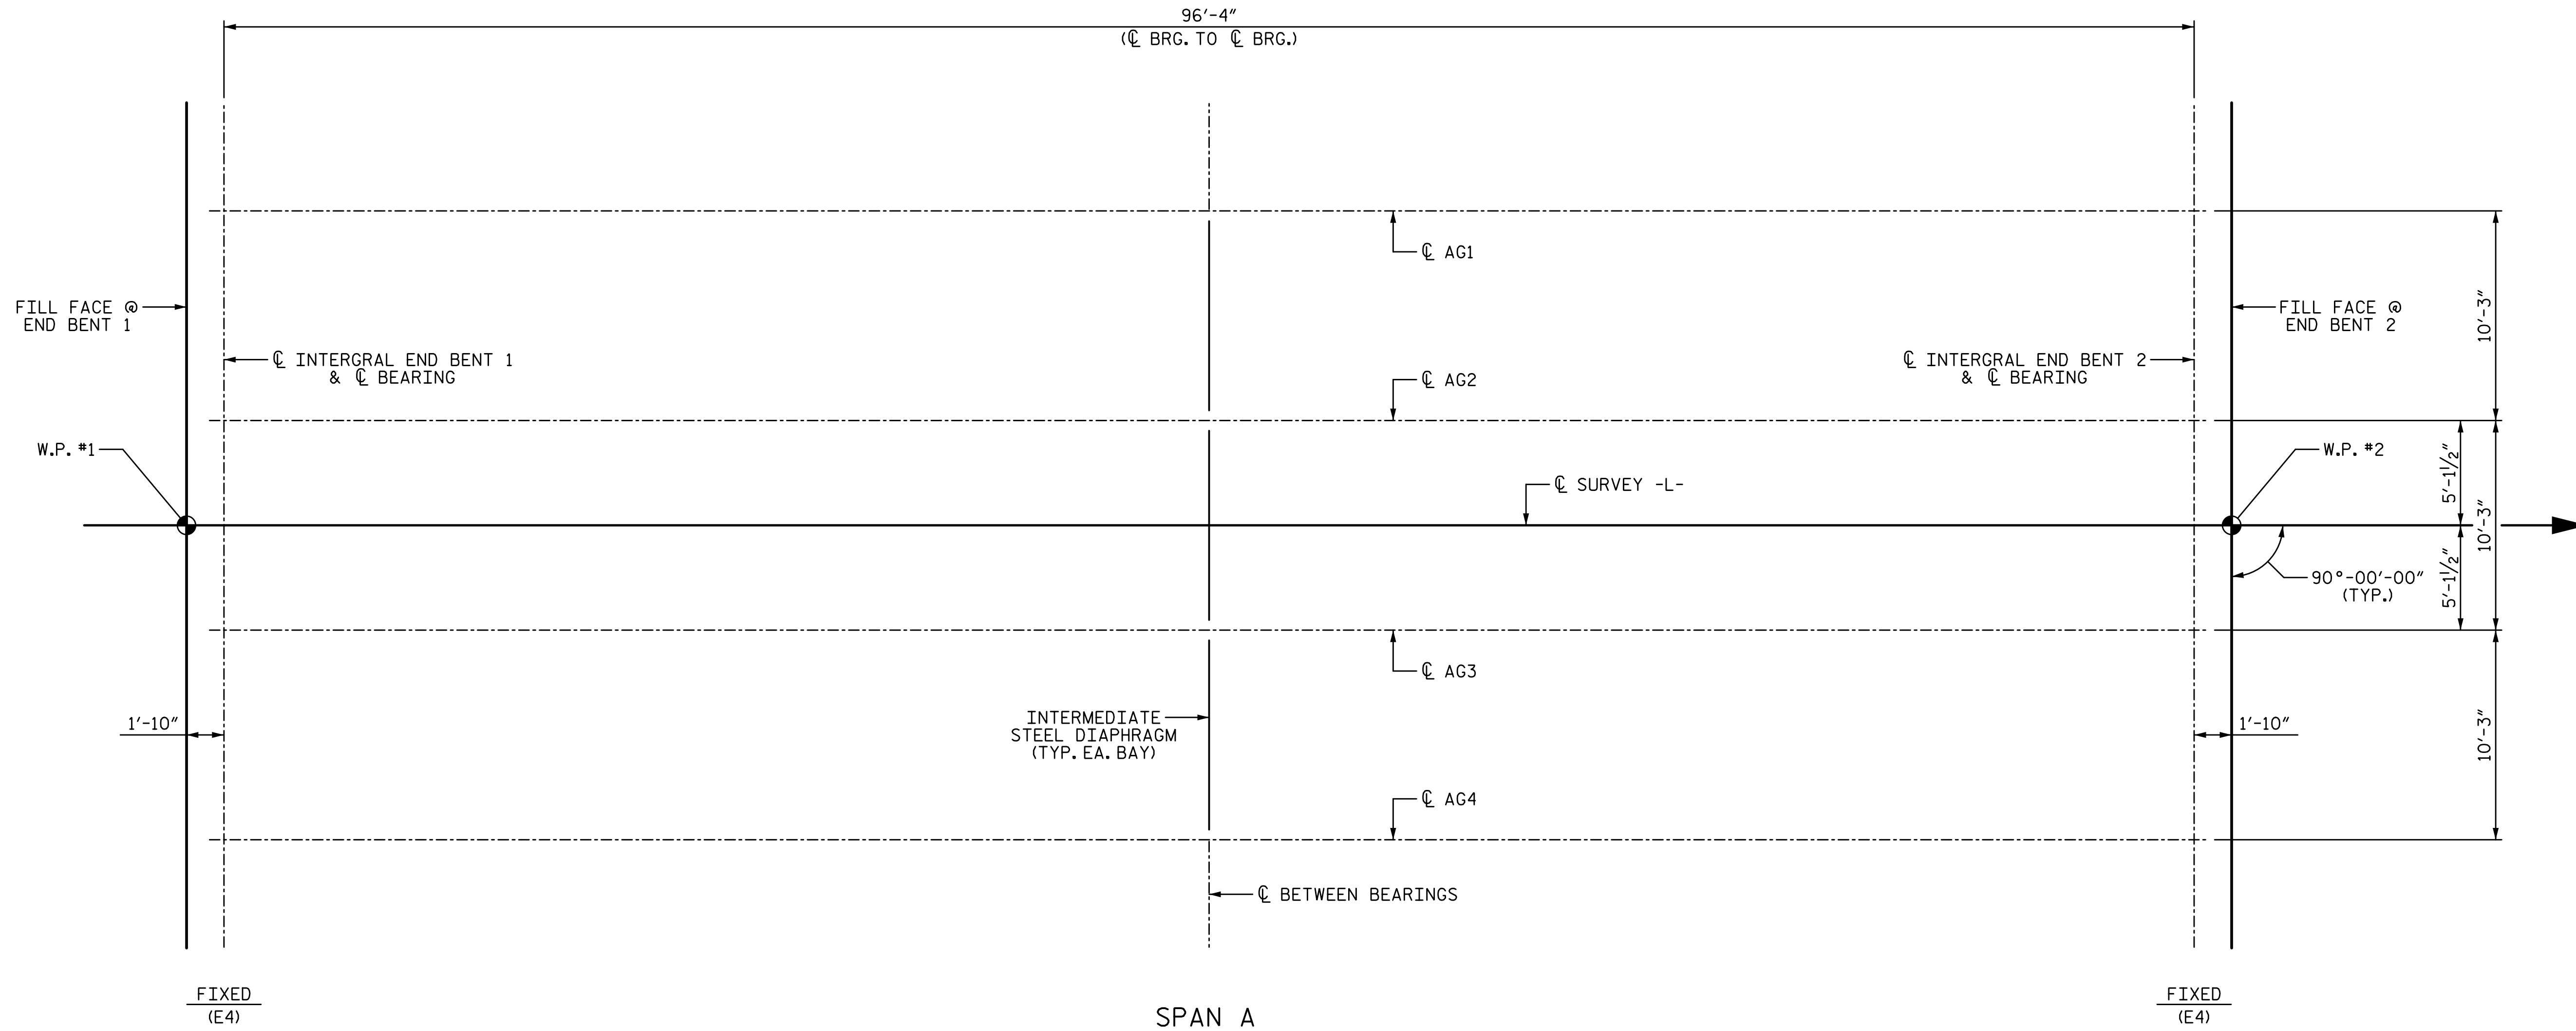 96'-4"
(℄ BRG. TO ℄ BRG.)
℄ AG1
FILL FACE @
END BENT 1
FILL FACE @
END BENT 2
10'-3"
℄ INTERGRAL END BENT 1
& ℄ BEARING
℄ INTERGRAL END BENT 2
& ℄ BEARING
℄ AG2
W.P. #1
W.P. #2
5'-1½"
℄ SURVEY -L-
10'-3"
5'-1½"
90°-00'-00"
(TYP.)
℄ AG3
1'-10"
INTERMEDIATE
STEEL DIAPHRAGM
(TYP. EA. BAY)
1'-10"
10'-3"
℄ AG4
℄ BETWEEN BEARINGS
FIXED
(E4)
SPAN A
FIXED
(E4)